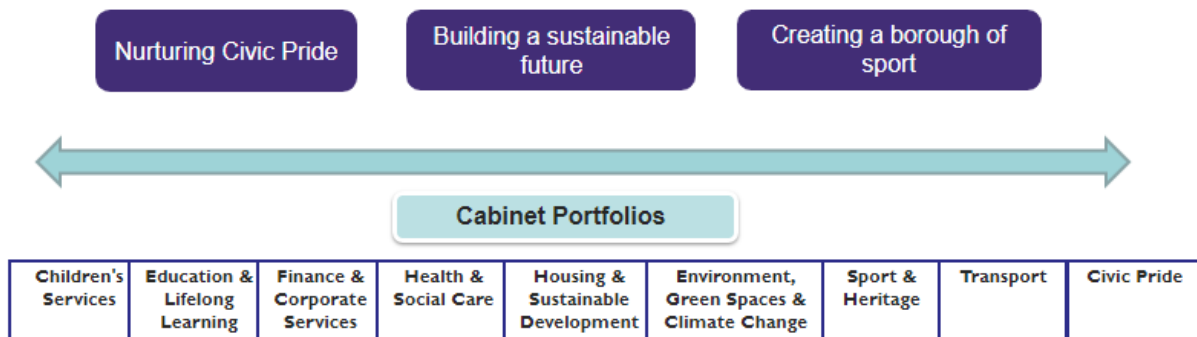 Nurturing Civic Pride
Building a sustainable
future
Creating a borough of
sport
Cabinet Portfolios
Children's
Services
Education &
Lifelong
Learning
Finance &
Corporate
Services
Health &
Social Care
Housing &
Sustainable
Development
Environment,
Green Spaces &
Climate Change
Sport &
Heritage
Transport
Civic Pride